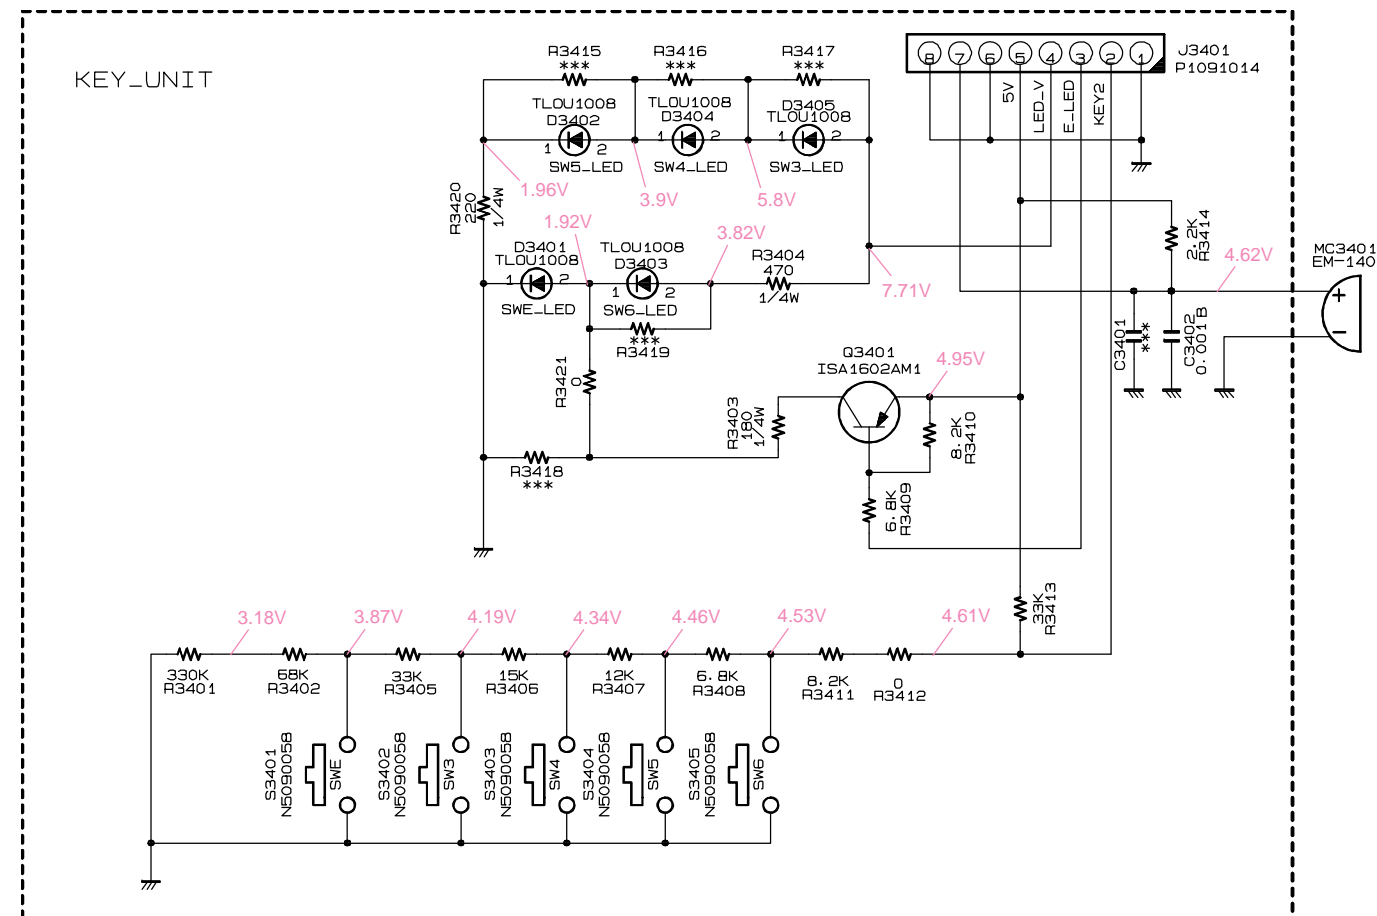 KEY_UNIT
R3415
***
R3416
***
R3417
***
J3401
P1091014
8 7 6 5 4 3 2 1
5V
LED_V
E_LED
KEY2
TLOU1008
D3402
1 2
SW5_LED
TLOU1008
D3404
1 2
SW4_LED
D3405
TLOU1008
1 2
SW3_LED
1.96V
3.9V
5.8V
R3420
220
1/4W
1.92V
3.82V
D3401
TLOU1008
1 2
SWE_LED
TLOU1008
D3403
1 2
SW6_LED
***
R3419
R3404
470
1/4W
7.71V
2.2K
R3414
4.62V
MC3401
EM-140
+
−
C3401
***
C3402
0.001B
R3421
0
Q3401
ISA1602AM1
4.95V
R3403
180
1/4W
8.2K
R3410
R3418
***
6.8K
R3409
33K
R3413
3.18V
3.87V
4.19V
4.34V
4.46V
4.53V
4.61V
330K
R3401
68K
R3402
33K
R3405
15K
R3406
12K
R3407
6.8K
R3408
8.2K
R3411
0
R3412
S3401
N5090058
SWE
S3402
N5090058
SW3
S3403
N5090058
SW4
S3404
N5090058
SW5
S3405
N5090058
SW6